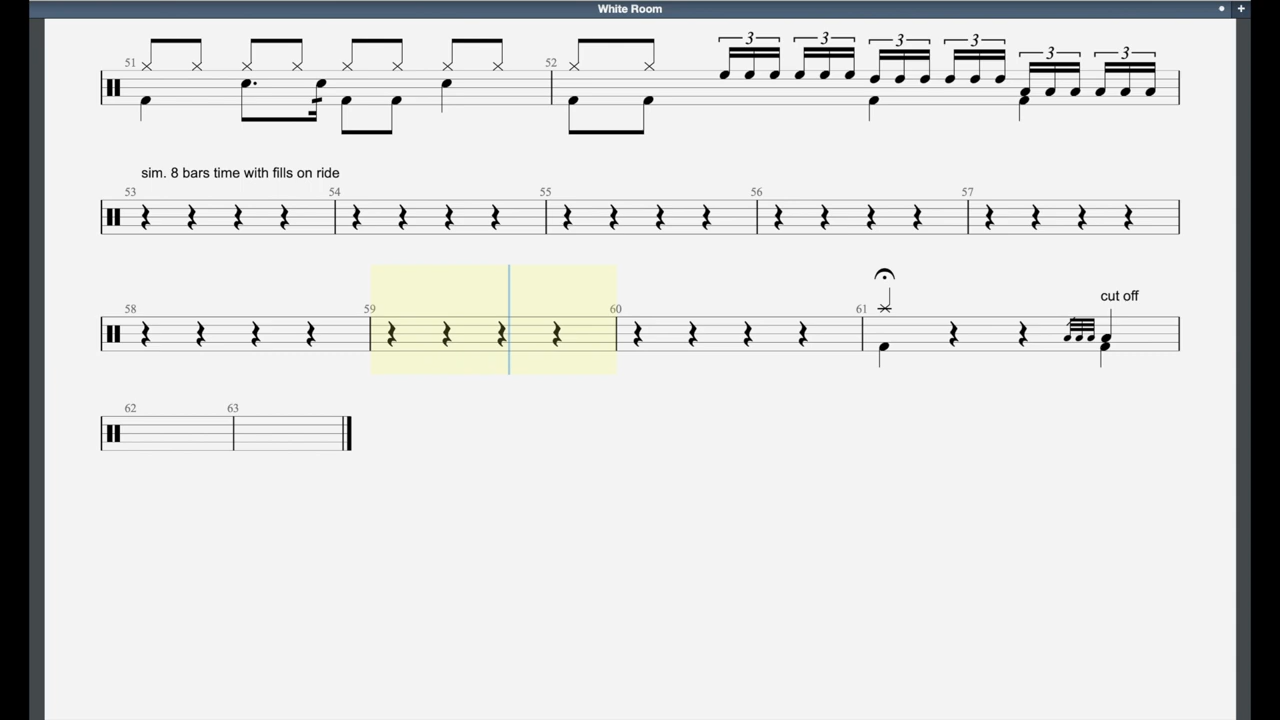 White Room
51 52
3 3 3 3 3 3
sim. 8 bars time with fills on ride
53 54 55 56 57
58 59 60 61
cut off
62 63